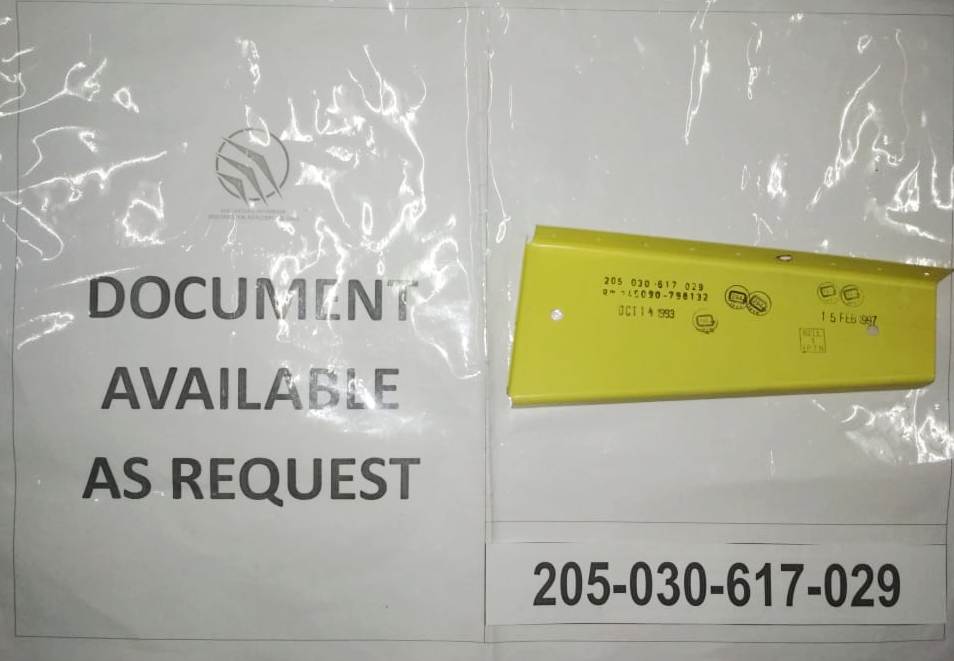 DOCUMENT
AVAILABLE
AS REQUEST
205 030-617 029
OCT 14 1993
15 FEB 1997
205-030-617-029